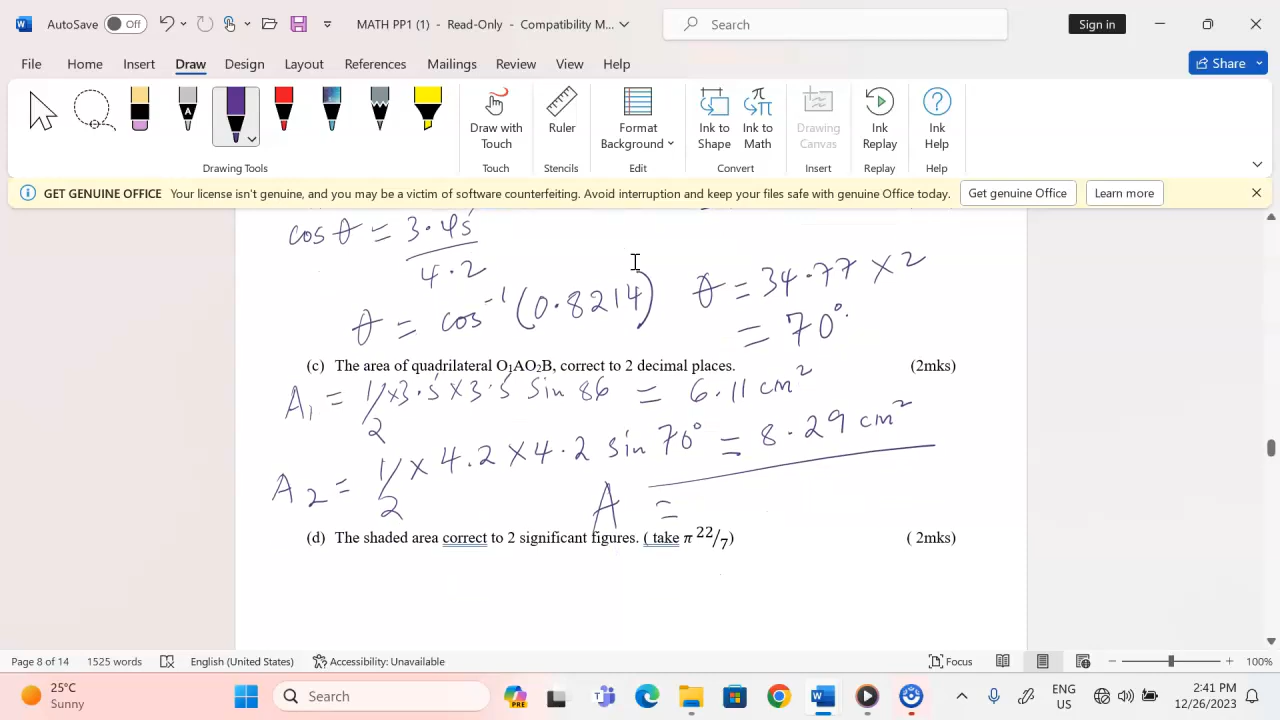 AutoSave Off MATH PP1 (1) - Read-Only - Compatibility M... Search Sign in
File Home Insert Draw Design Layout References Mailings Review View Help Share
Draw with Touch Ruler Format Background Ink to Shape Ink to Math Drawing Canvas Ink Replay Ink Help
Drawing Tools Touch Stencils Edit Convert Insert Replay Help
GET GENUINE OFFICE Your license isn't genuine, and you may be a victim of software counterfeiting. Avoid interruption and keep your files safe with genuine Office today. Get genuine Office Learn more
cos θ = 3.45/4.2
θ = cos⁻¹(0.8214) θ = 34.77 × 2
= 70°.
(c) The area of quadrilateral O₁AO₂B, correct to 2 decimal places. (2mks)
A₁ = 1/2 × 3.5 × 3.5 sin 86 = 6.11 cm²
A₂ = 1/2 × 4.2 × 4.2 sin 70° = 8.29 cm²
A =
(d) The shaded area correct to 2 significant figures. ( take π 22/7) ( 2mks)
Page 8 of 14 1525 words English (United States) Accessibility: Unavailable Focus 100%
25°C Sunny Search PRE ENG US 2:41 PM 12/26/2023